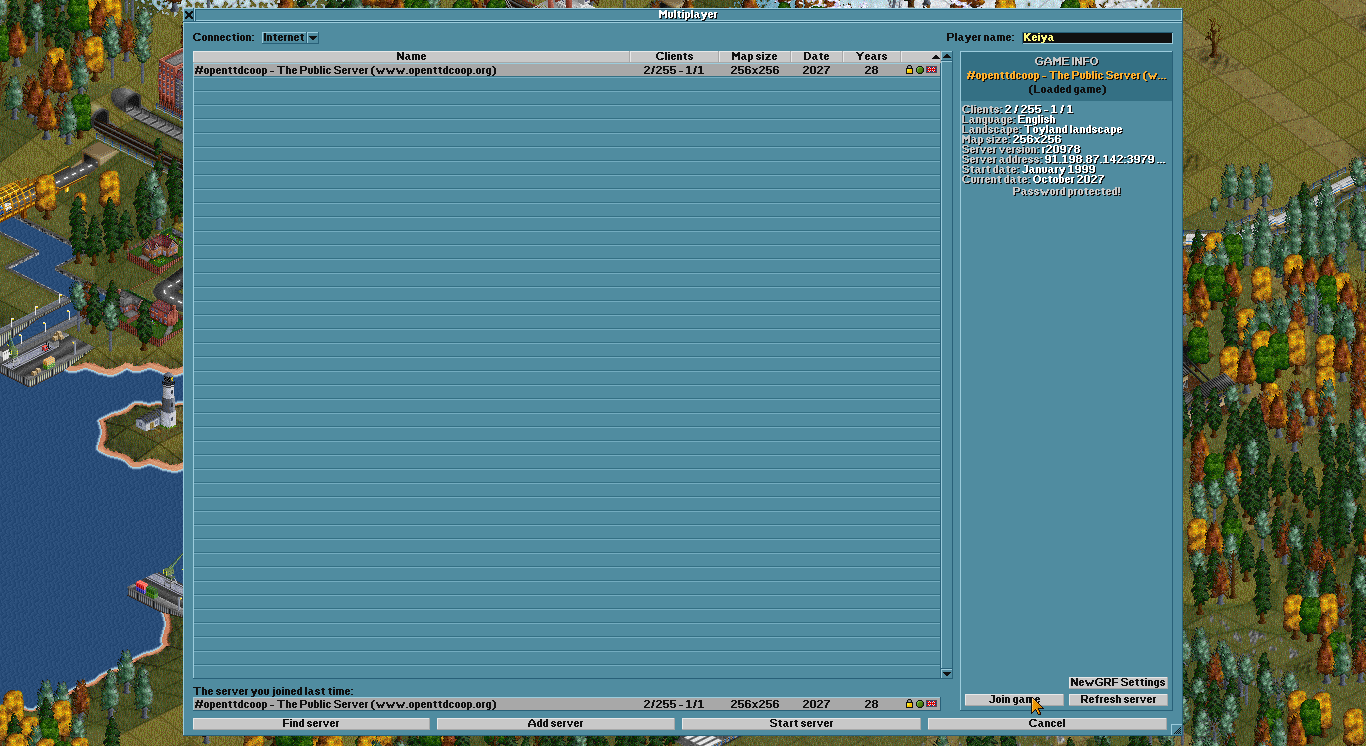 Multiplayer
Connection: Internet
Player name: Keiya
Name Clients Map size Date Years
#openttdcoop - The Public Server (www.openttdcoop.org) 2/255 - 1/1 256x256 2027 28
GAME INFO
#openttdcoop - The Public Server (w...
(Loaded game)
Clients: 2 / 255 - 1 / 1
Language: English
Landscape: Toyland landscape
Map size: 256x256
Server version: r20978
Server address: 91.198.87.142:3979 ...
Start date: January 1999
Current date: October 2027
Password protected!
The server you joined last time:
#openttdcoop - The Public Server (www.openttdcoop.org) 2/255 - 1/1 256x256 2027 28
NewGRF Settings
Join game Refresh server
Find server Add server Start server Cancel